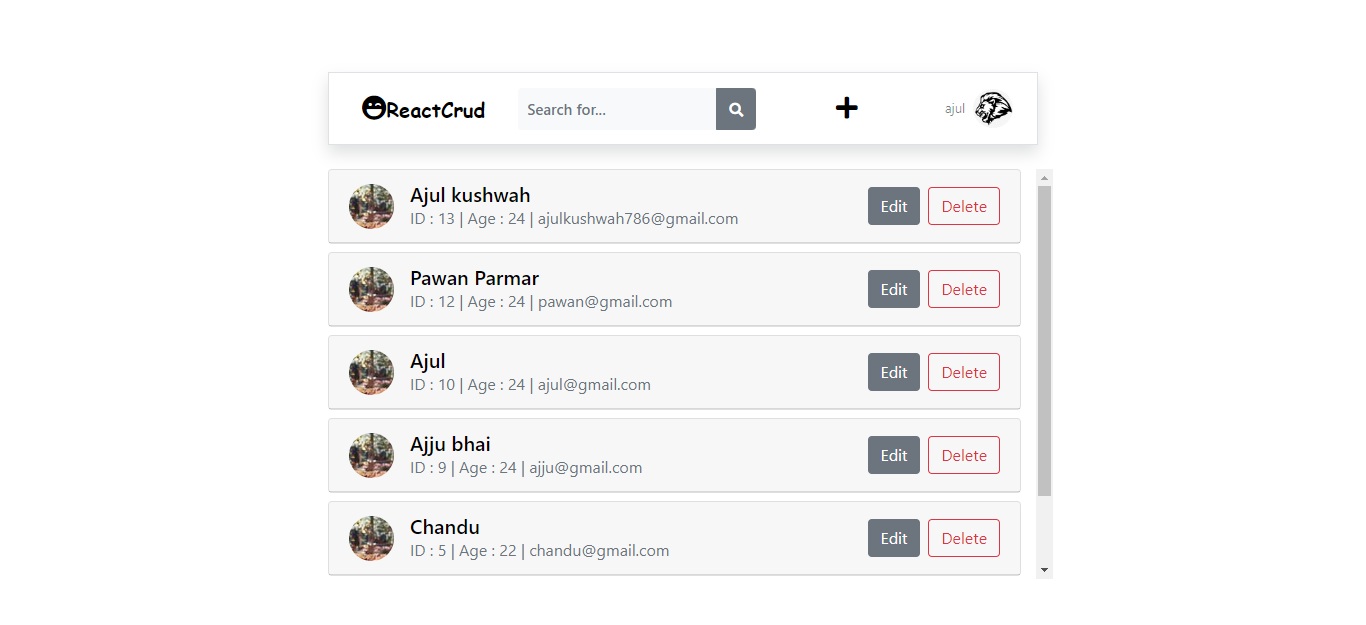 ReactCrud
Search for...
ajul
Ajul kushwah
ID : 13 | Age : 24 | ajulkushwah786@gmail.com
Edit
Delete
Pawan Parmar
ID : 12 | Age : 24 | pawan@gmail.com
Edit
Delete
Ajul
ID : 10 | Age : 24 | ajul@gmail.com
Edit
Delete
Ajju bhai
ID : 9 | Age : 24 | ajju@gmail.com
Edit
Delete
Chandu
ID : 5 | Age : 22 | chandu@gmail.com
Edit
Delete